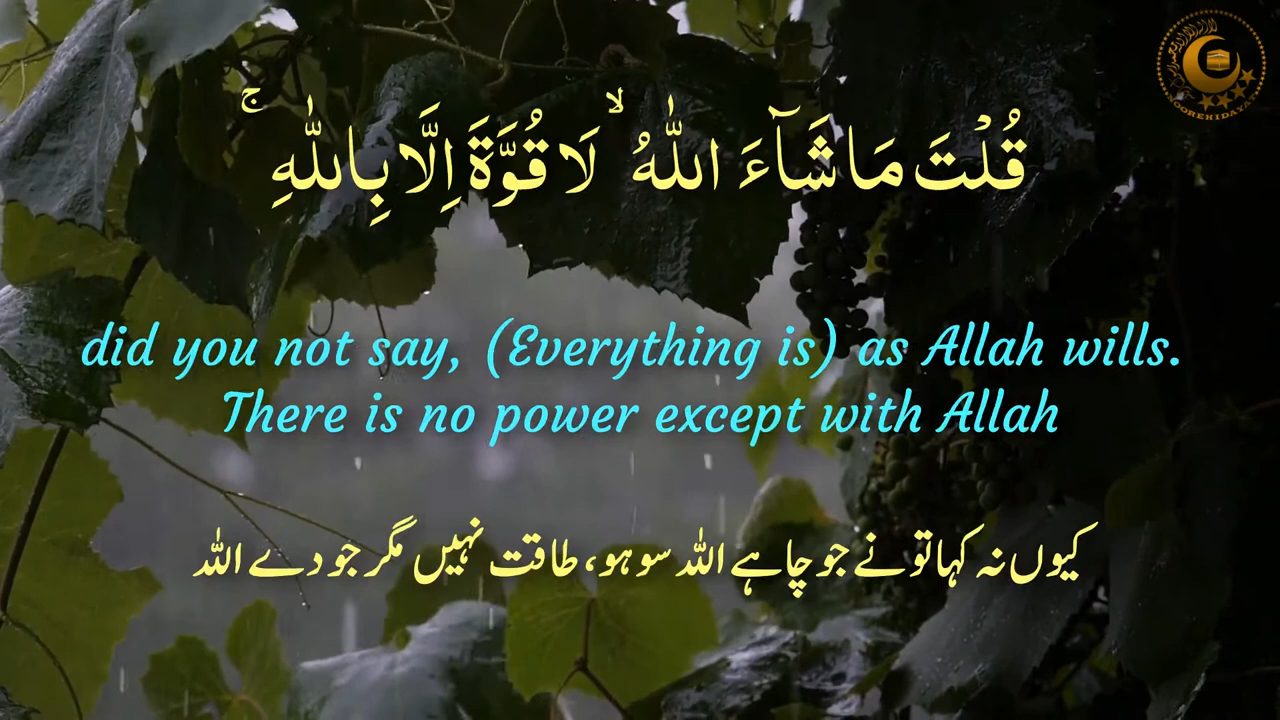 قُلْتَ مَا شَآءَ اللّٰهُ ۙ لَا قُوَّةَ اِلَّا بِاللّٰهِ ۚ
did you not say, (Everything is) as Allah wills.
There is no power except with Allah
کیوں نہ کہا تو نے جو چاہے اللہ سو ہو، طاقت نہیں مگر جو دے اللہ
NOOREHIDAYAT